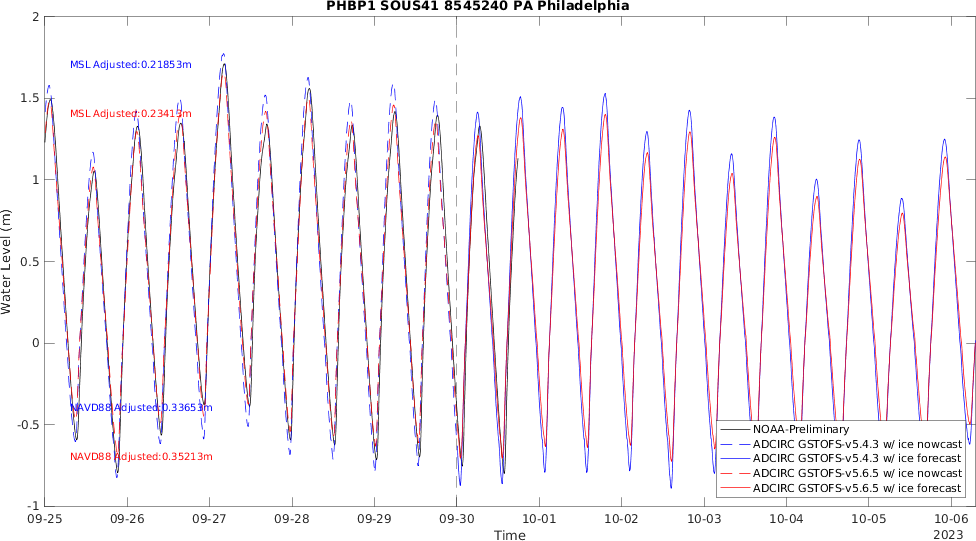 PHBP1 SOUS41 8545240 PA Philadelphia
2
1.5
1
0.5
0
-0.5
-1
Water Level (m)
MSL Adjusted:0.21853m
MSL Adjusted:0.23413m
NAVD88 Adjusted:0.33653m
NAVD88 Adjusted:0.35213m
NOAA-Preliminary
ADCIRC GSTOFS-v5.4.3 w/ ice nowcast
ADCIRC GSTOFS-v5.4.3 w/ ice forecast
ADCIRC GSTOFS-v5.6.5 w/ ice nowcast
ADCIRC GSTOFS-v5.6.5 w/ ice forecast
09-25 09-26 09-27 09-28 09-29 09-30 10-01 10-02 10-03 10-04 10-05 10-06
Time
2023